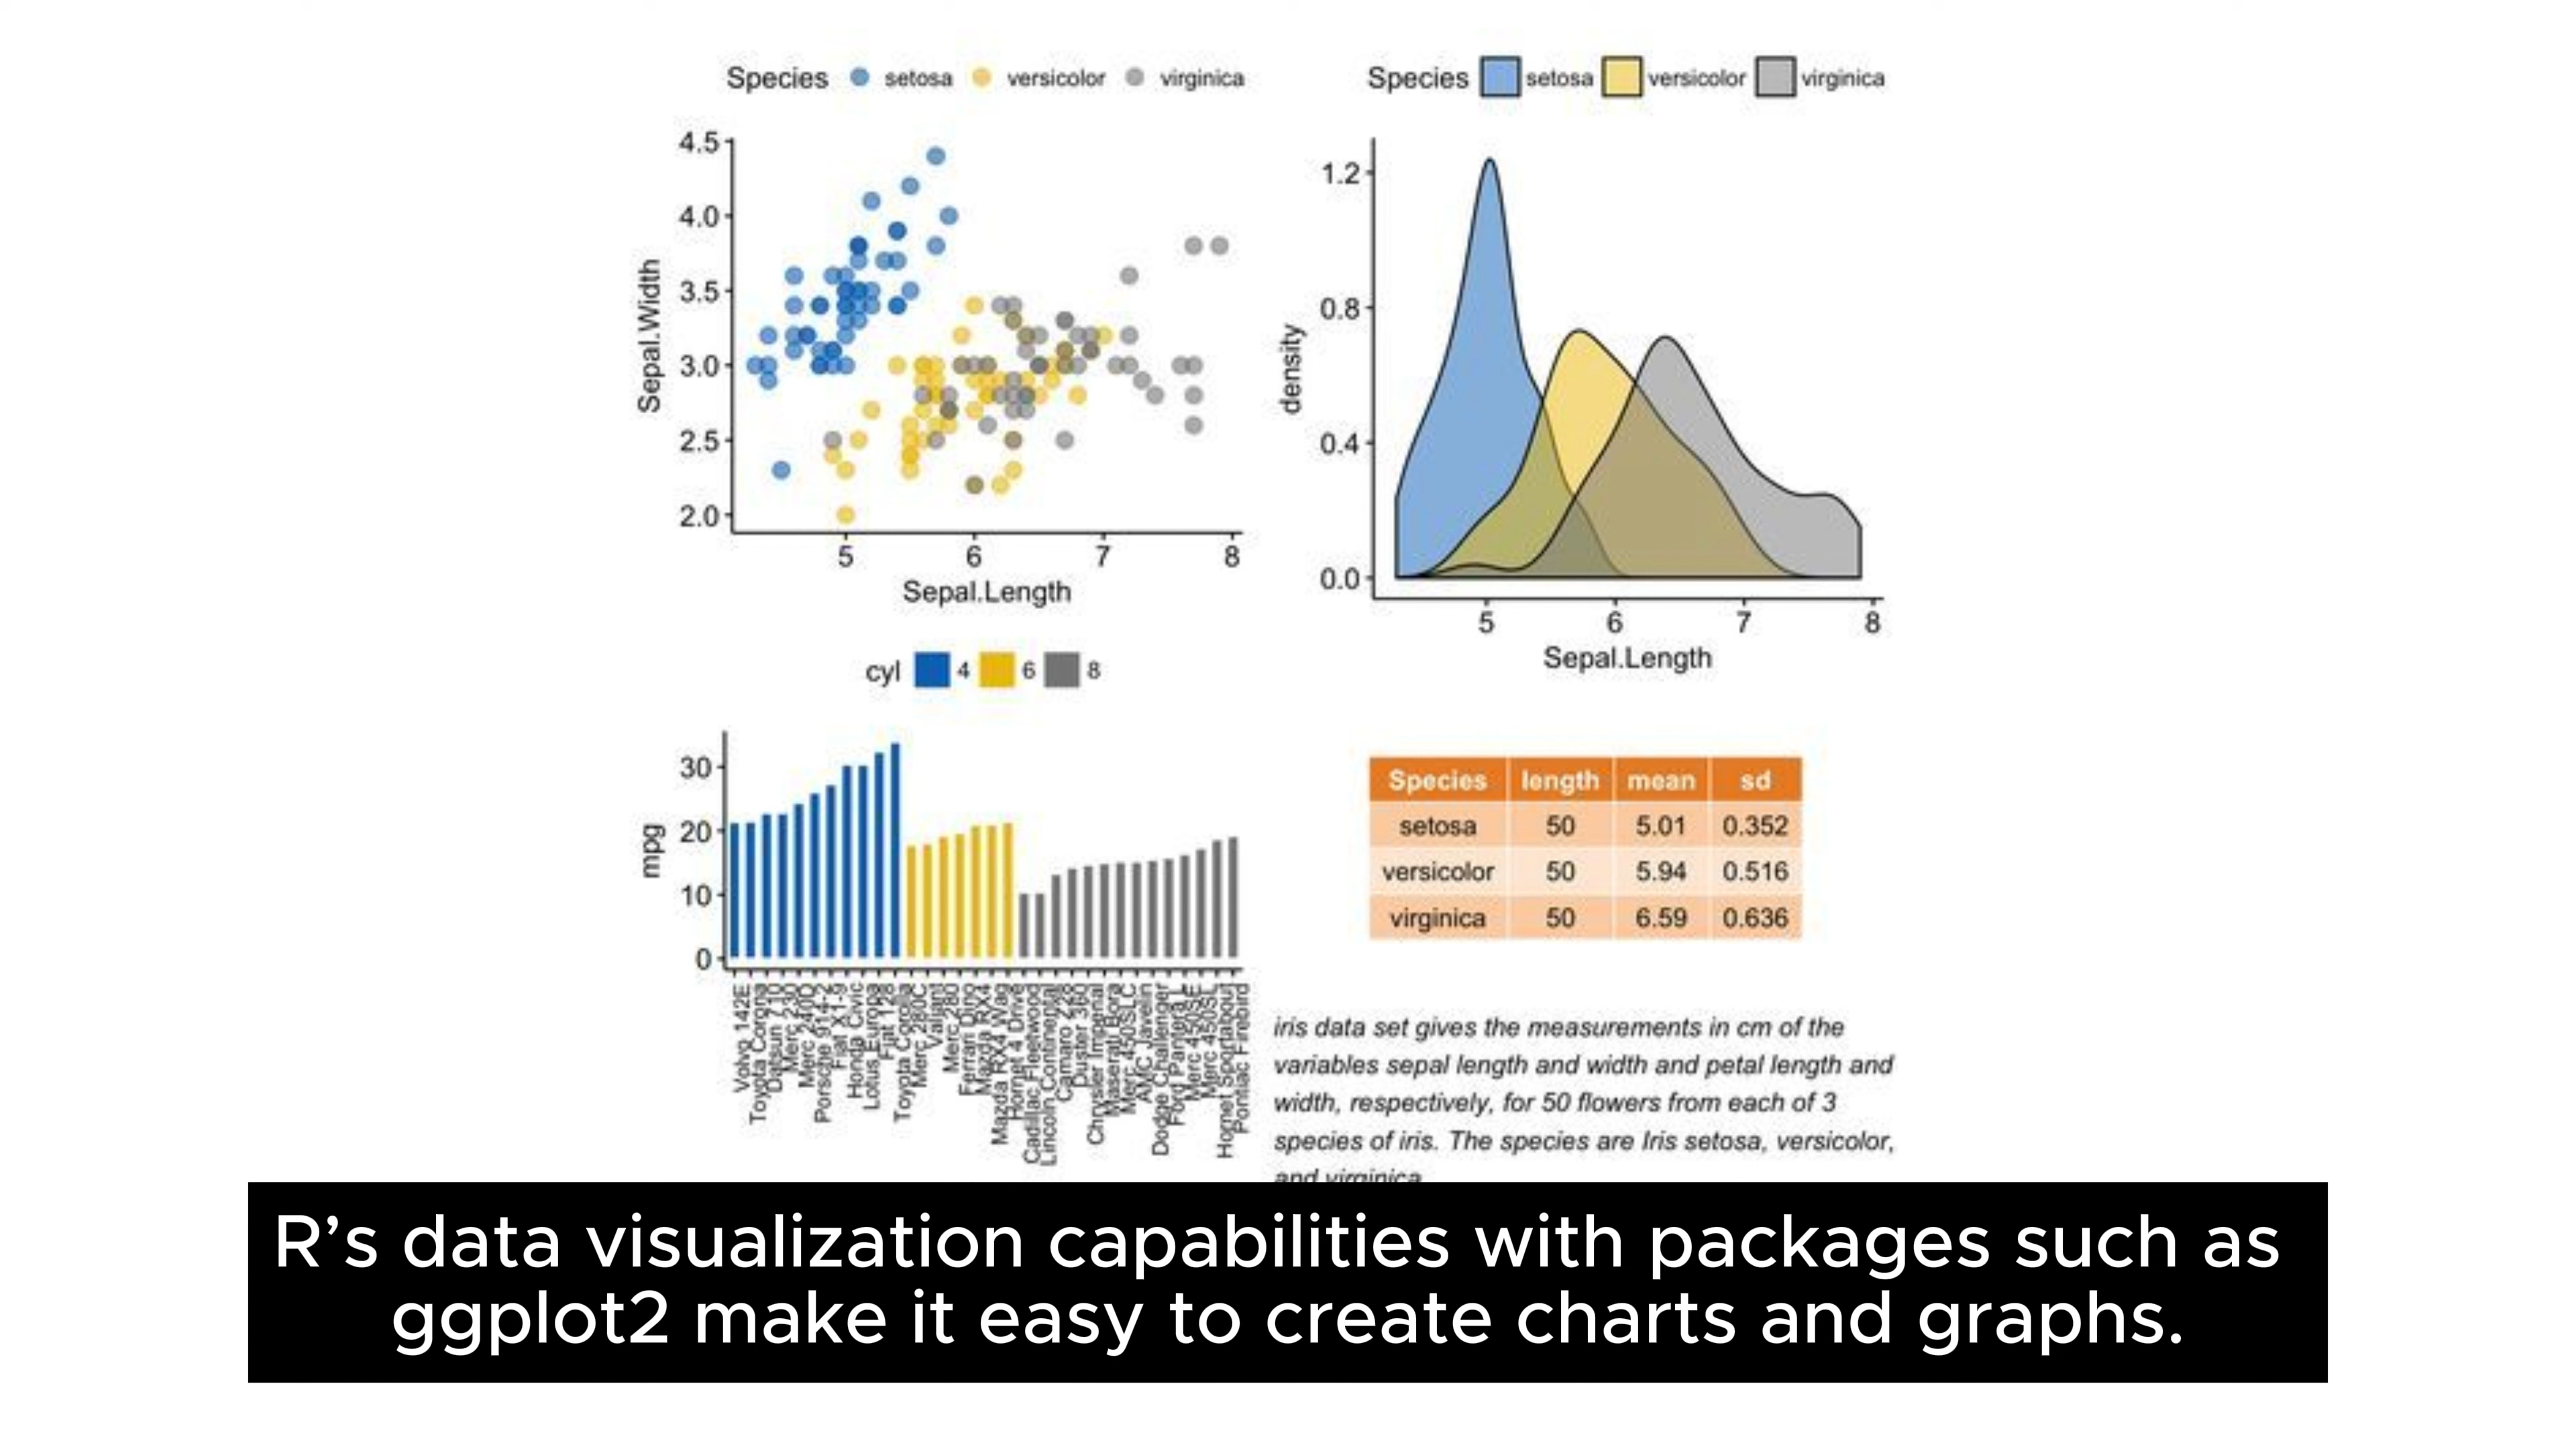 Species setosa versicolor virginica
4.5
4.0
3.5
3.0
2.5
2.0
Sepal.Width
5 6 7 8
Sepal.Length
Species setosa versicolor virginica
1.2
0.8
0.4
0.0
density
5 6 7 8
Sepal.Length
cyl 4 6 8
30
20
10
0
mpg
Volvo 142E
Toyota Corona
Datsun 710
Merc 230
Merc 240D
Porsche 914-2
Fiat X1-9
Honda Civic
Lotus Europa
Fiat 128
Toyota Corolla
Merc 280C
Valiant
Merc 280
Ferrari Dino
Mazda RX4
Mazda RX4 Wag
Hornet 4 Drive
Cadillac Fleetwood
Lincoln Continental
Camaro Z28
Duster 360
Chrysler Imperial
Maserati Bora
Merc 450SLC
AMC Javelin
Dodge Challenger
Ford Pantera L
Merc 450SE
Merc 450SL
Hornet Sportabout
Pontiac Firebird
Species length mean sd
setosa 50 5.01 0.352
versicolor 50 5.94 0.516
virginica 50 6.59 0.636
iris data set gives the measurements in cm of the
variables sepal length and width and petal length and
width, respectively, for 50 flowers from each of 3
species of iris. The species are Iris setosa, versicolor,
and virginica
R’s data visualization capabilities with packages such as
ggplot2 make it easy to create charts and graphs.